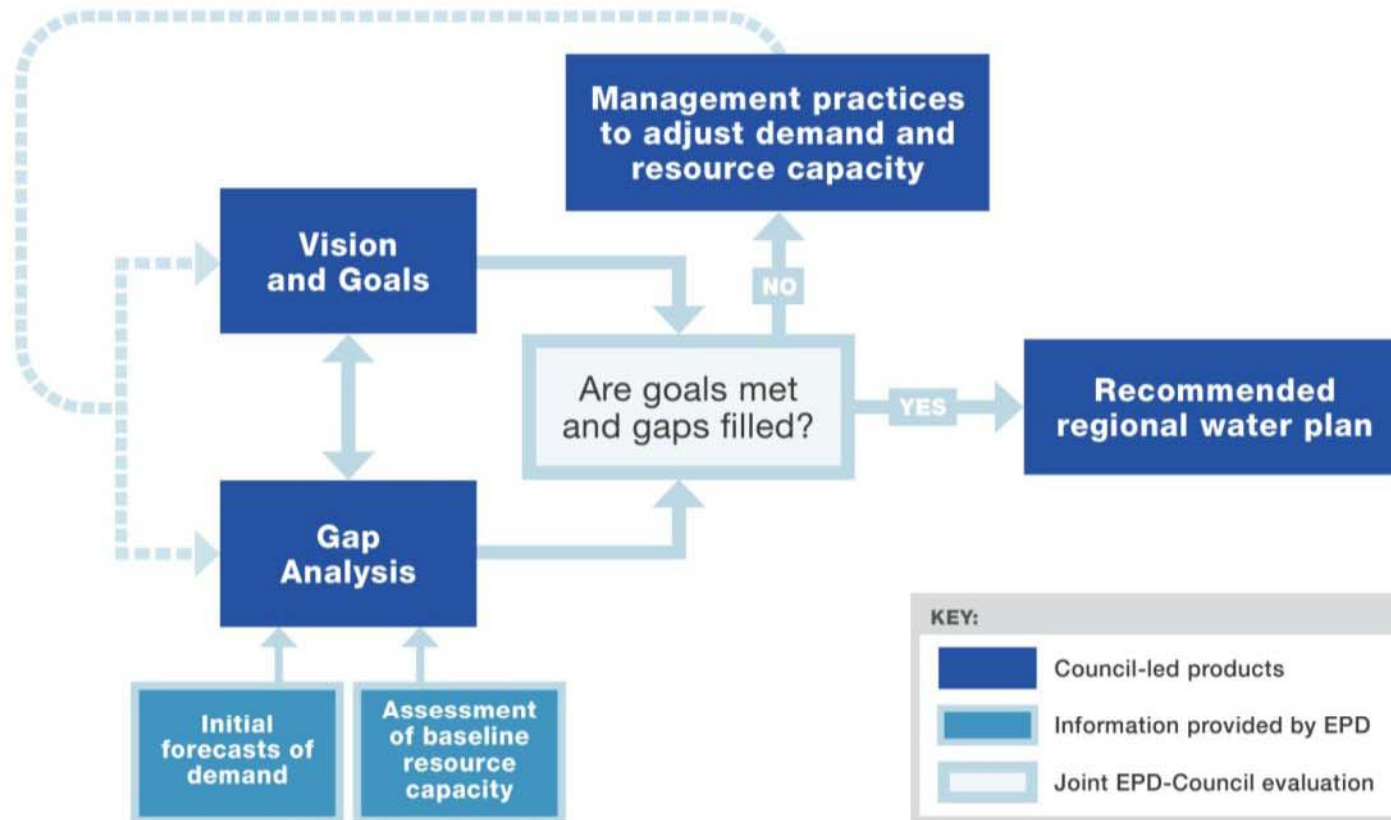 Management practices
to adjust demand and
resource capacity
Vision
and Goals
NO
Are goals met
and gaps filled?
YES
Recommended
regional water plan
Gap
Analysis
Initial
forecasts of
demand
Assessment
of baseline
resource
capacity
KEY:
Council-led products
Information provided by EPD
Joint EPD-Council evaluation